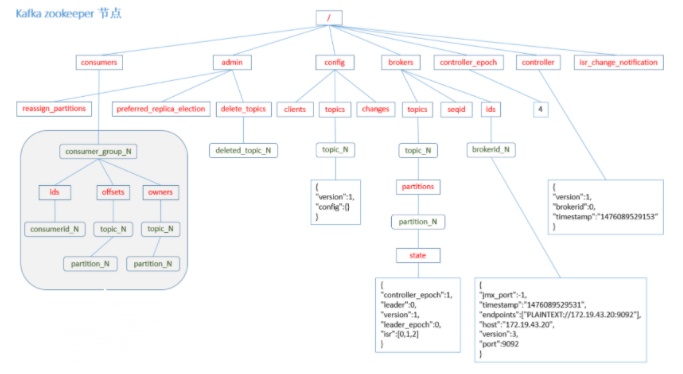 Kafka zookeeper 节点
/
consumers
admin
config
brokers
controller_epoch
controller
isr_change_notification
reassign_partitions
preferred_replica_election
delete_topics
clients
topics
changes
topics
seqid
ids
4
consumer_group_N
deleted_topic_N
topic_N
topic_N
brokerid_N
ids
offsets
owners
{
"version":1,
"config":{}
}
partitions
{
"version":1,
"brokerid":0,
"timestamp":"1476089529153"
}
consumerid_N
topic_N
topic_N
partition_N
partition_N
partition_N
state
{
"controller_epoch":1,
"leader":0,
"version":1,
"leader_epoch":0,
"isr":[0,1,2]
}
{
"jmx_port":-1,
"timestamp":"1476089529531",
"endpoints":["PLAINTEXT://172.19.43.20:9092"],
"host":"172.19.43.20",
"version":3,
"port":9092
}